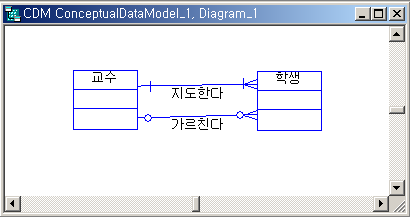 CDM ConceptualDataModel_1, Diagram_1
교수
학생
지도한다
가르친다